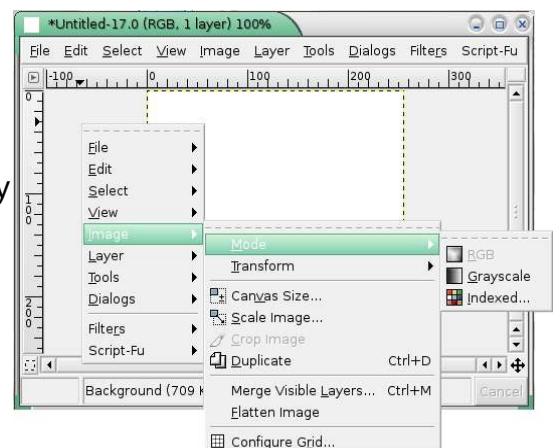 *Untitled-17.0 (RGB, 1 layer) 100%
File Edit Select View Image Layer Tools Dialogs Filters Script-Fu
-100 0 100 200 300
0
100
200
y
File
Edit
Select
View
Image
Layer
Tools
Dialogs
Filters
Script-Fu
Mode
Transform
Canvas Size...
Scale Image...
Crop Image
Duplicate Ctrl+D
Merge Visible Layers... Ctrl+M
Flatten Image
Configure Grid...
RGB
Grayscale
Indexed...
Background (709
Cancel